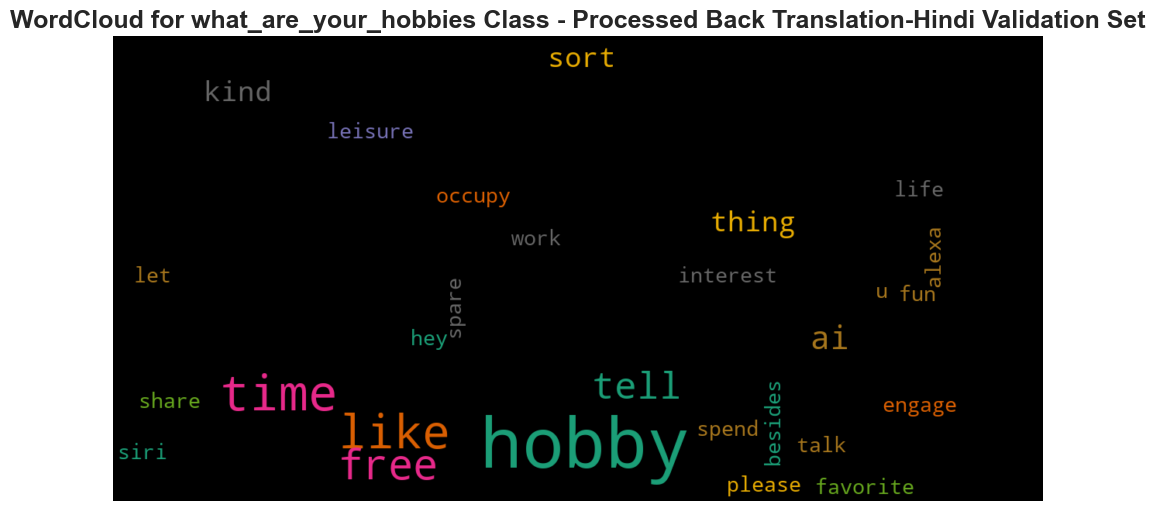 WordCloud for what_are_your_hobbies Class - Processed Back Translation-Hindi Validation Set
sort
kind
leisure
occupy
life
thing
work
alexa
let
interest
spare
u
fun
hey
ai
time
tell
share
besides
engage
like
hobby
spend
siri
free
talk
please
favorite